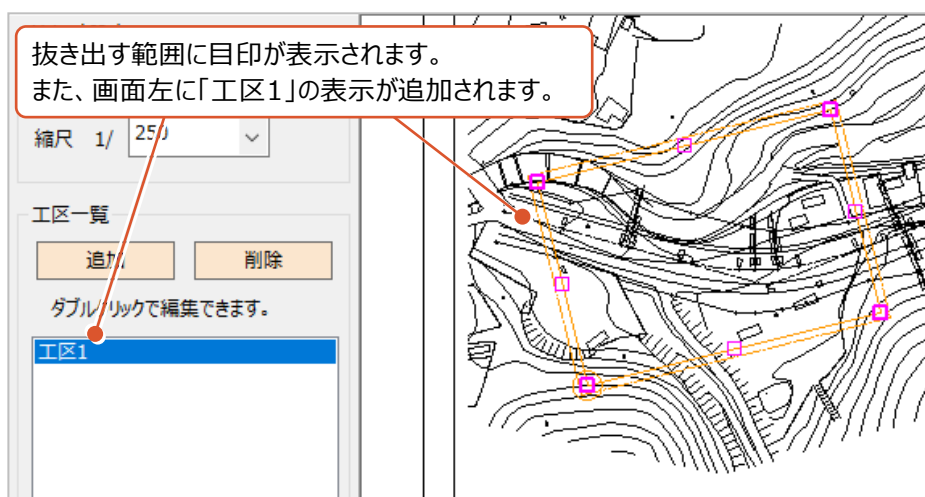 抜き出す範囲に目印が表示されます。
また、画面左に「工区1」の表示が追加されます。
縮尺 1/ 250
工区一覧
追加 削除
ダブルクリックで編集できます。
工区1